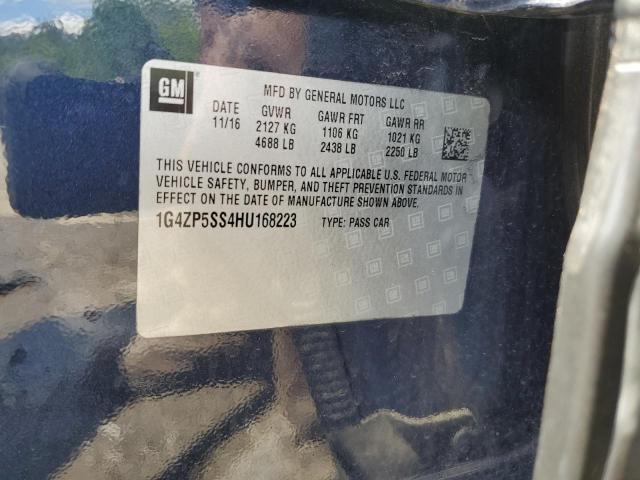 GM
MFD BY GENERAL MOTORS LLC
DATE GVWR GAWR FRT GAWR RR
11/16 2127 KG 1106 KG 1021 KG
4688 LB 2438 LB 2250 LB
THIS VEHICLE CONFORMS TO ALL APPLICABLE U.S. FEDERAL MOTOR
VEHICLE SAFETY, BUMPER, AND THEFT PREVENTION STANDARDS IN
EFFECT ON THE DATE OF MANUFACTURE SHOWN ABOVE.
1G4ZP5SS4HU168223 TYPE: PASS CAR